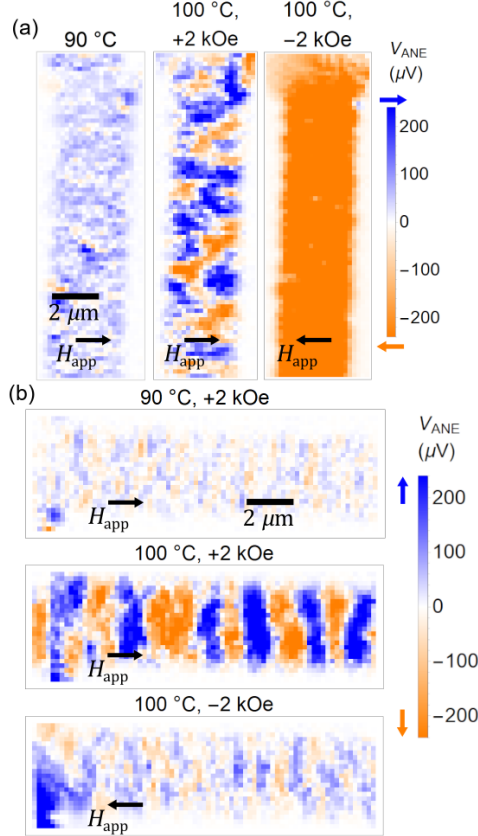 (a)
90 °C
100 °C,
+2 kOe
100 °C,
−2 kOe
V_ANE
(μV)
200
100
0
−100
−200
2 μm
H_app
H_app
H_app
(b)
90 °C, +2 kOe
H_app
2 μm
100 °C, +2 kOe
H_app
100 °C, −2 kOe
H_app
V_ANE
(μV)
200
100
0
−100
−200